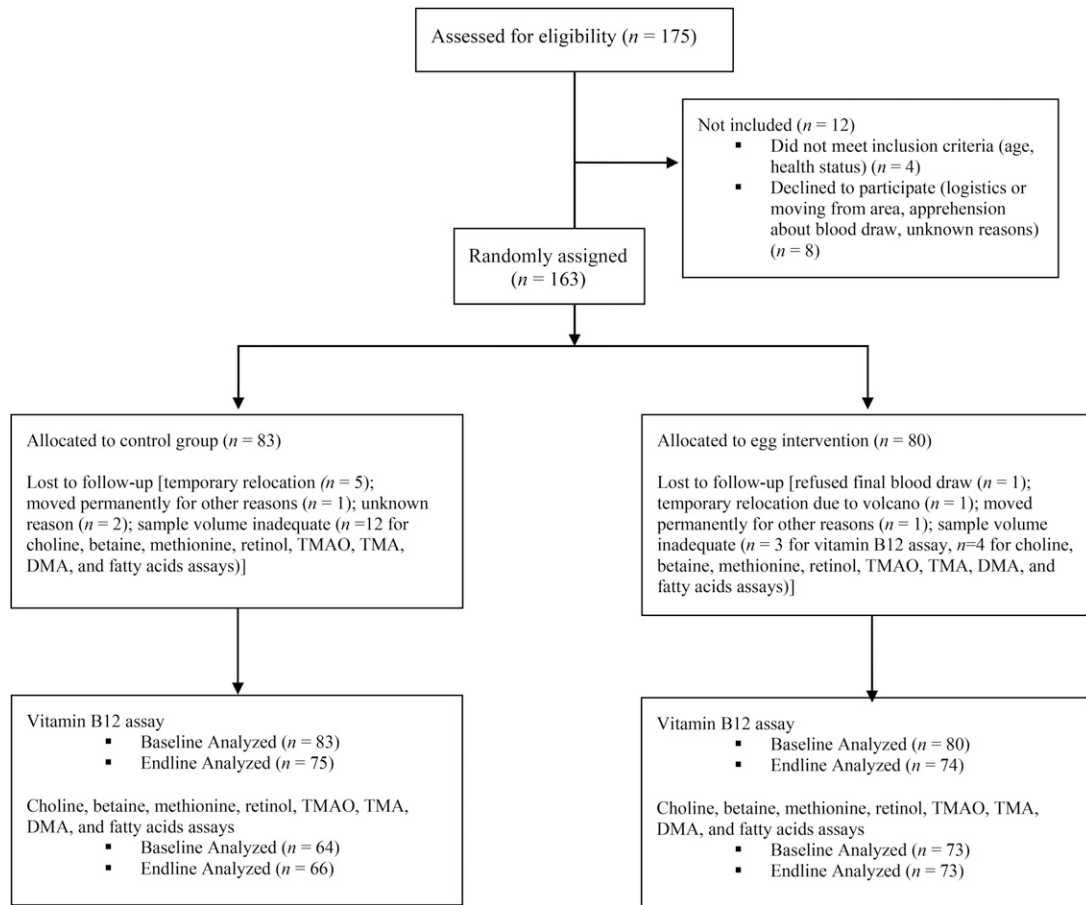 Assessed for eligibility (n = 175)
Not included (n = 12)
▪ Did not meet inclusion criteria (age,
health status) (n = 4)
▪ Declined to participate (logistics or
moving from area, apprehension
about blood draw, unknown reasons)
(n = 8)
Randomly assigned
(n = 163)
Allocated to control group (n = 83)
Lost to follow-up [temporary relocation (n = 5);
moved permanently for other reasons (n = 1); unknown
reason (n = 2); sample volume inadequate (n =12 for
choline, betaine, methionine, retinol, TMAO, TMA,
DMA, and fatty acids assays)]
Allocated to egg intervention (n = 80)
Lost to follow-up [refused final blood draw (n = 1);
temporary relocation due to volcano (n = 1); moved
permanently for other reasons (n = 1); sample volume
inadequate (n = 3 for vitamin B12 assay, n=4 for choline,
betaine, methionine, retinol, TMAO, TMA, DMA, and
fatty acids assays)]
Vitamin B12 assay
▪ Baseline Analyzed (n = 83)
▪ Endline Analyzed (n = 75)
Choline, betaine, methionine, retinol, TMAO, TMA,
DMA, and fatty acids assays
▪ Baseline Analyzed (n = 64)
▪ Endline Analyzed (n = 66)
Vitamin B12 assay
▪ Baseline Analyzed (n = 80)
▪ Endline Analyzed (n = 74)
Choline, betaine, methionine, retinol, TMAO, TMA,
DMA, and fatty acids assays
▪ Baseline Analyzed (n = 73)
▪ Endline Analyzed (n = 73)